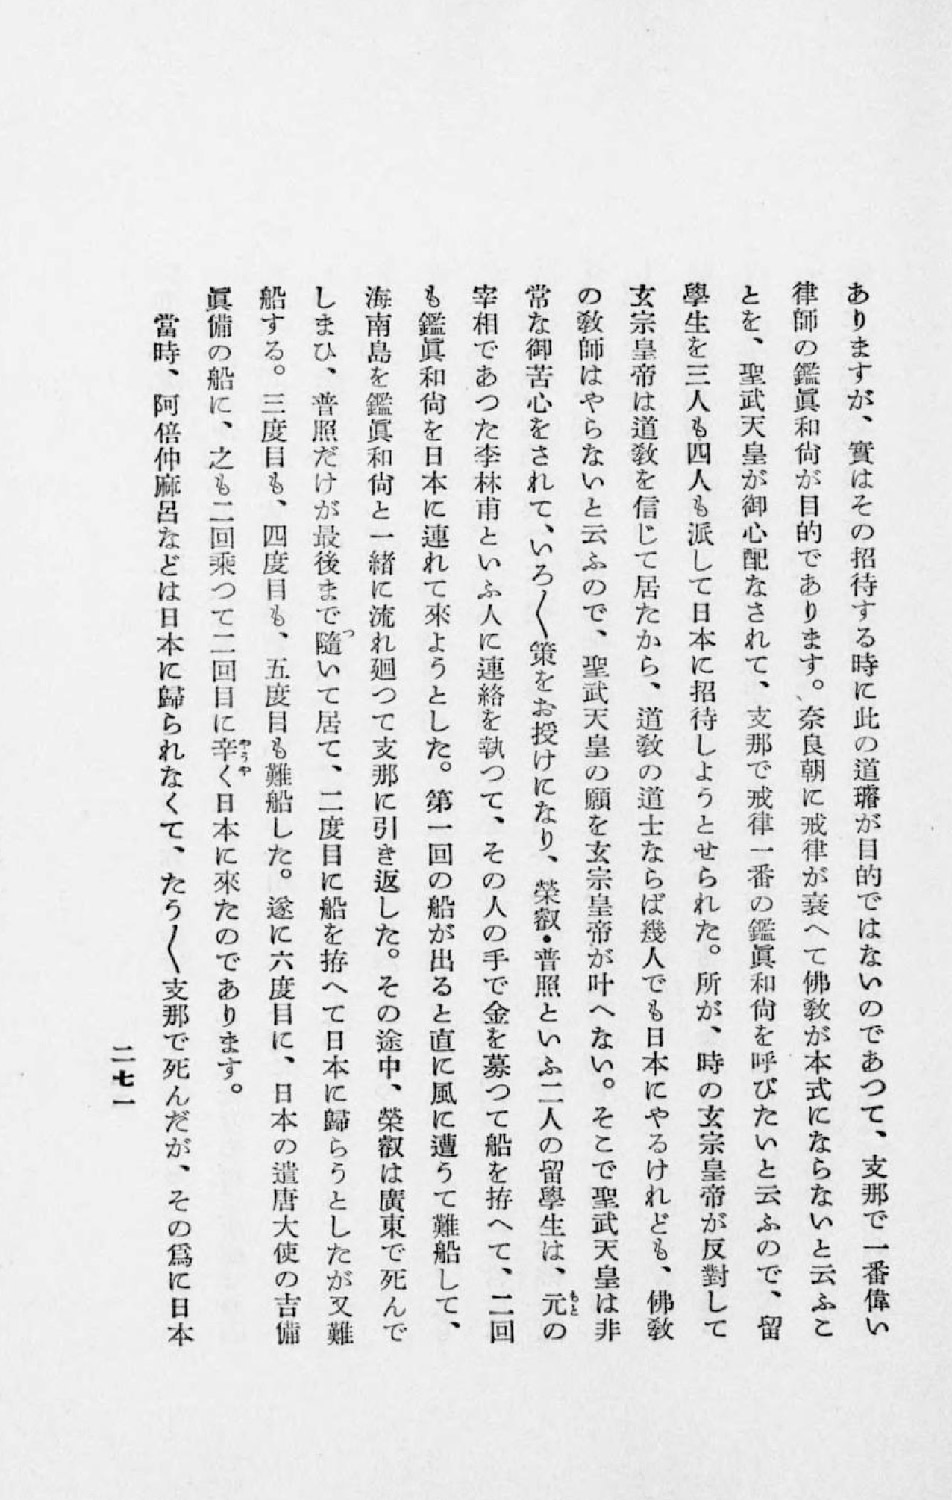 ありますが、實はその招待する時に此の道璿が目的ではないのであつて、支那で一番偉い
律師の鑑眞和尙が目的であります。奈良朝に戒律が衰へて佛敎が本式にならないと云ふこ
とを、聖武天皇が御心配なされて、支那で戒律一番の鑑眞和尙を呼びたいと云ふので、留
學生を三人も四人も派して日本に招待しようとせられた。所が、時の玄宗皇帝が反對して
玄宗皇帝は道敎を信じて居たから、道敎の道士ならば幾人でも日本にやるけれども、佛敎
の敎師はやらないと云ふので、聖武天皇の願を玄宗皇帝が叶へない。そこで聖武天皇は非
常な御苦心をされて、いろ〱策をお授けになり、榮叡・普照といふ二人の留學生は、元もとの
宰相であつた李林甫といふ人に連絡を執つて、その人の手で金を募つて船を拵へて、二回
も鑑眞和尙を日本に連れて來ようとした。第一回の船が出ると直に風に遭うて難船して、
海南島を鑑眞和尙と一緒に流れ廻つて支那に引き返した。その途中、榮叡は廣東で死んで
しまひ、普照だけが最後まで隨ついて居て、二度目に船を拵へて日本に歸らうとしたが又難
船する。三度目も、四度目も、五度目も難船した。遂に六度目に、日本の遣唐大使の吉備
眞備の船に、之も二回乘つて二回目に辛やうやく日本に來たのであります。
當時、阿倍仲麻呂などは日本に歸られなくて、たう〱支那で死んだが、その爲に日本
二七一